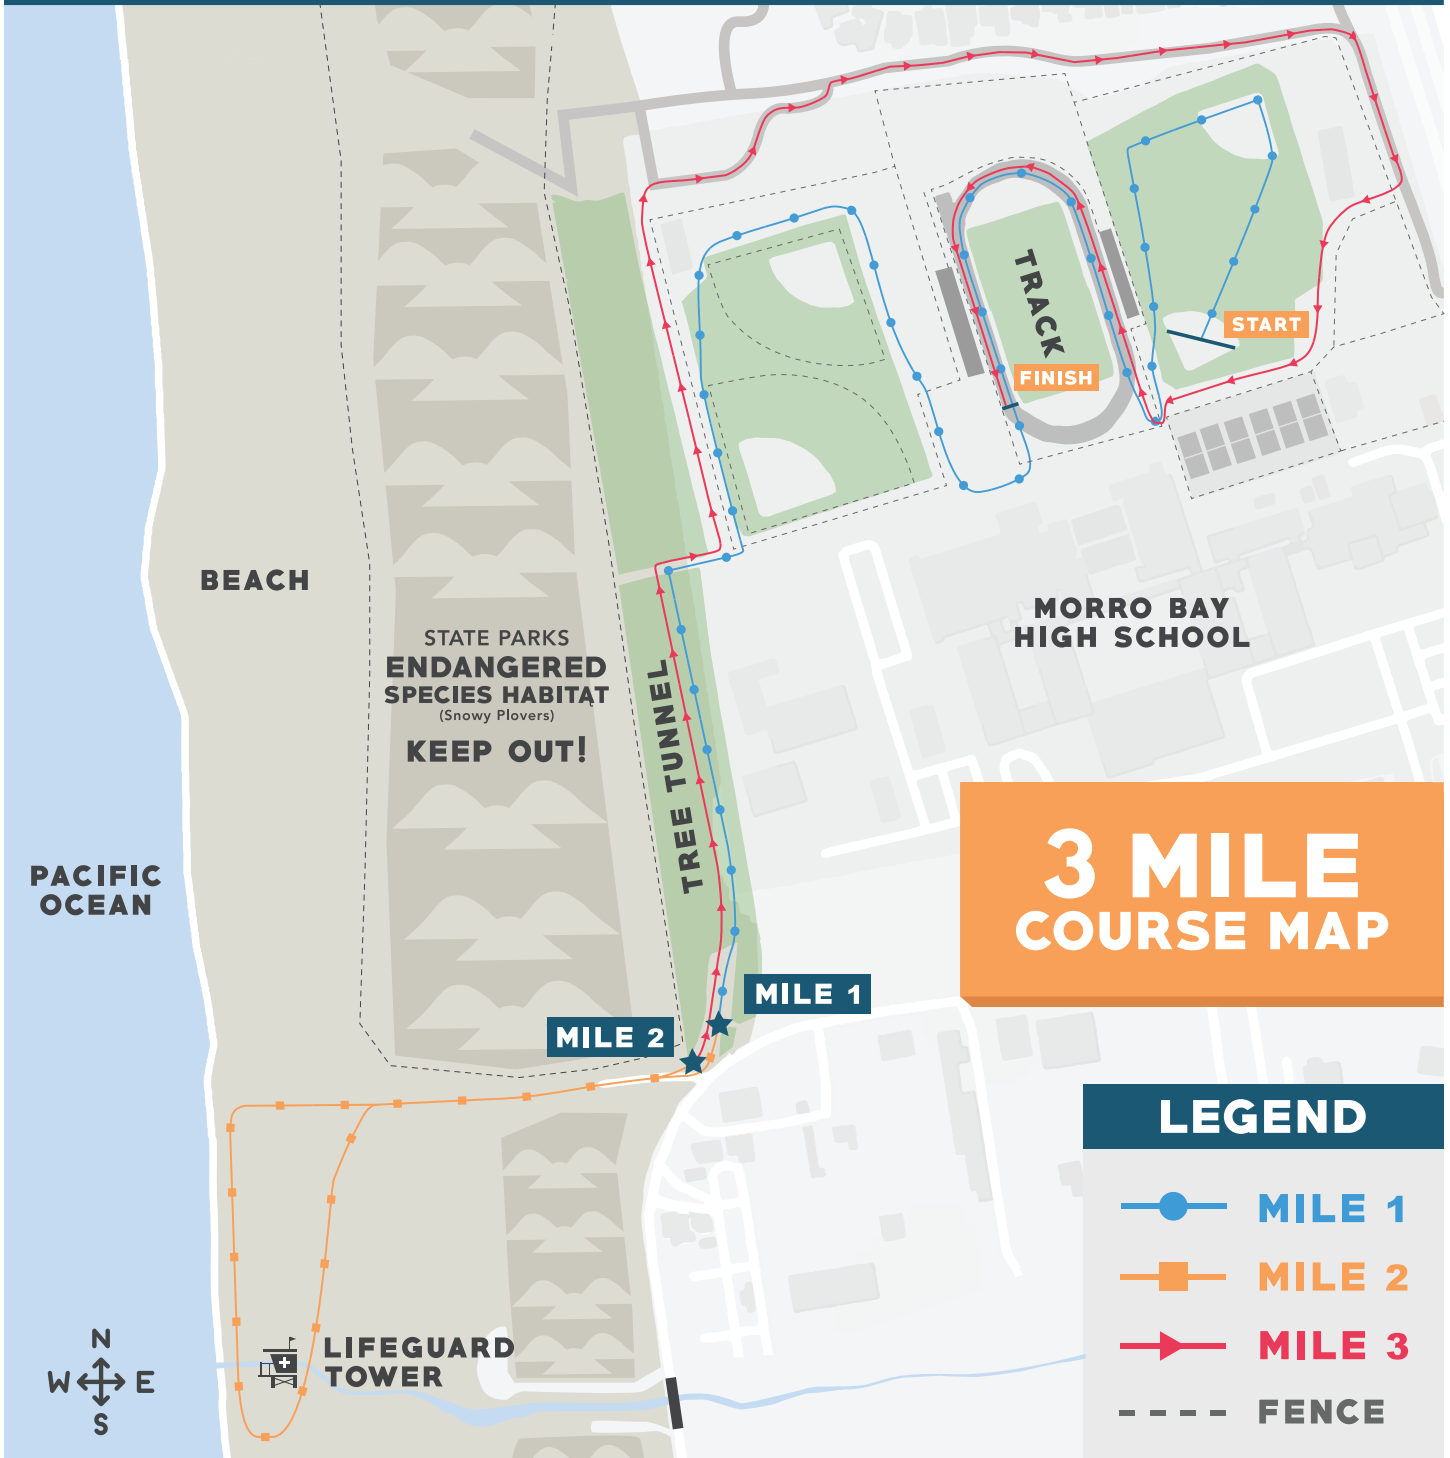 START
TRACK
FINISH
BEACH
STATE PARKS
ENDANGERED
SPECIES HABITAT
(Snowy Plovers)
KEEP OUT!
MORRO BAY
HIGH SCHOOL
TREE TUNNEL
PACIFIC
OCEAN
3 MILE
COURSE MAP
MILE 1
MILE 2
LEGEND
MILE 1
MILE 2
MILE 3
FENCE
LIFEGUARD
TOWER
N
W E
S